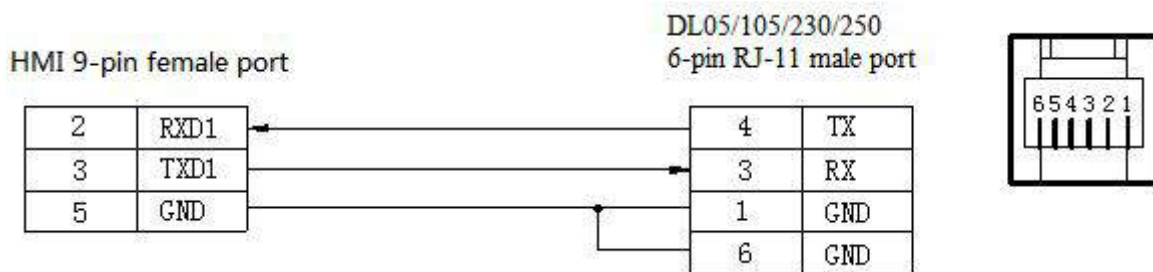 DL05/105/230/250
HMI 9-pin female port
6-pin RJ-11 male port
2 RXD1 4 TX
3 TXD1 3 RX
5 GND 1 GND
6 GND
654321